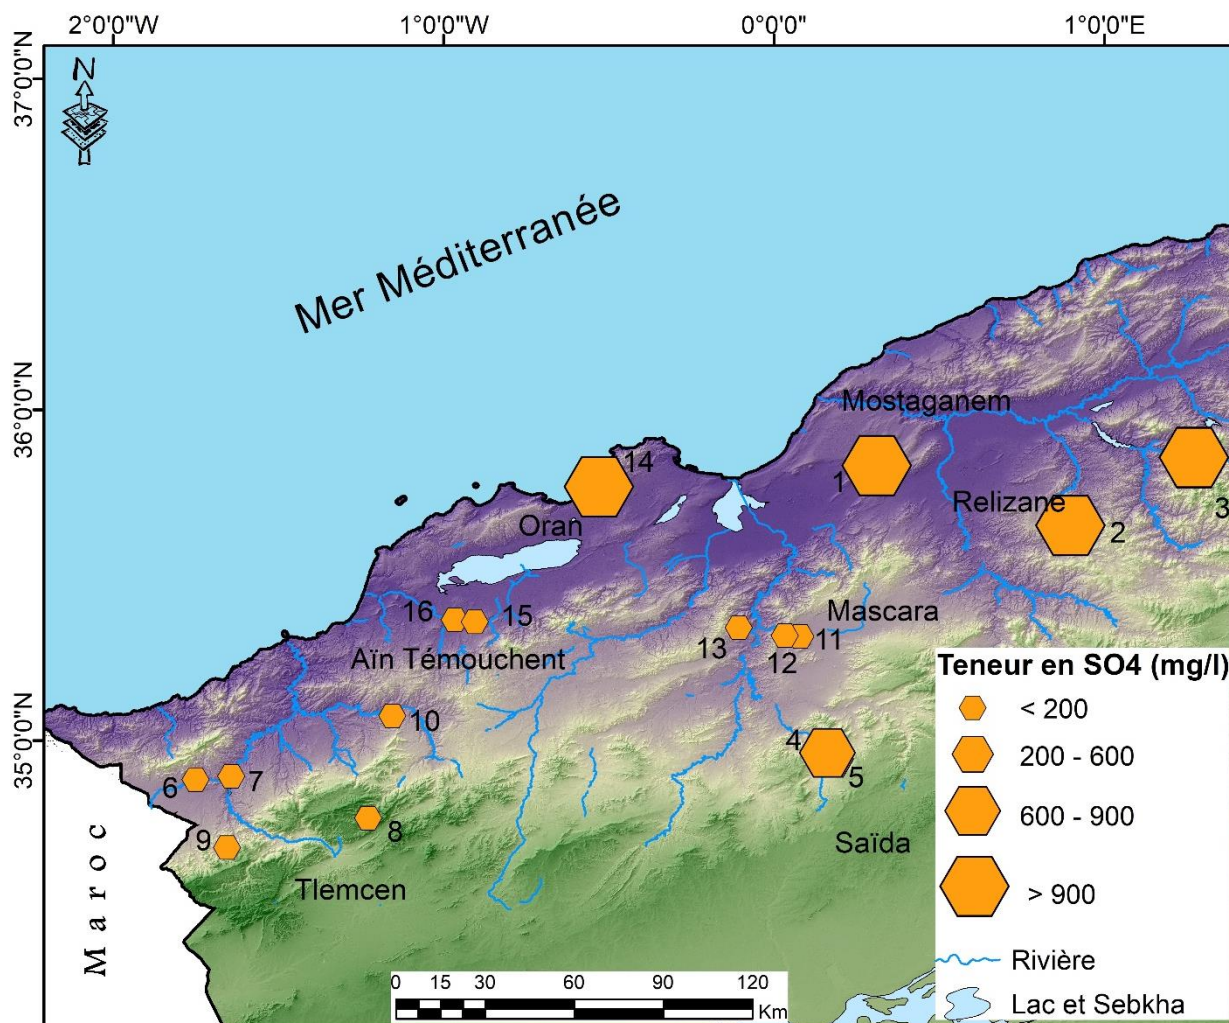 2°0'0"W 1°0'0"W 0°0'0" 1°0'0"E
37°0'0"N
N
Mer Méditerranée
36°0'0"N
Mostaganem
14
1
Relizane
3
Oran
2
16
15
Mascara
13
12
11
Aïn Témouchent
10
35°0'0"N
4
6
7
5
8
9
Saïda
Tlemcen
Maroc
Teneur en SO4 (mg/l)
< 200
200 - 600
600 - 900
> 900
Rivière
Lac et Sebkha
0 15 30 60 90 120
Km